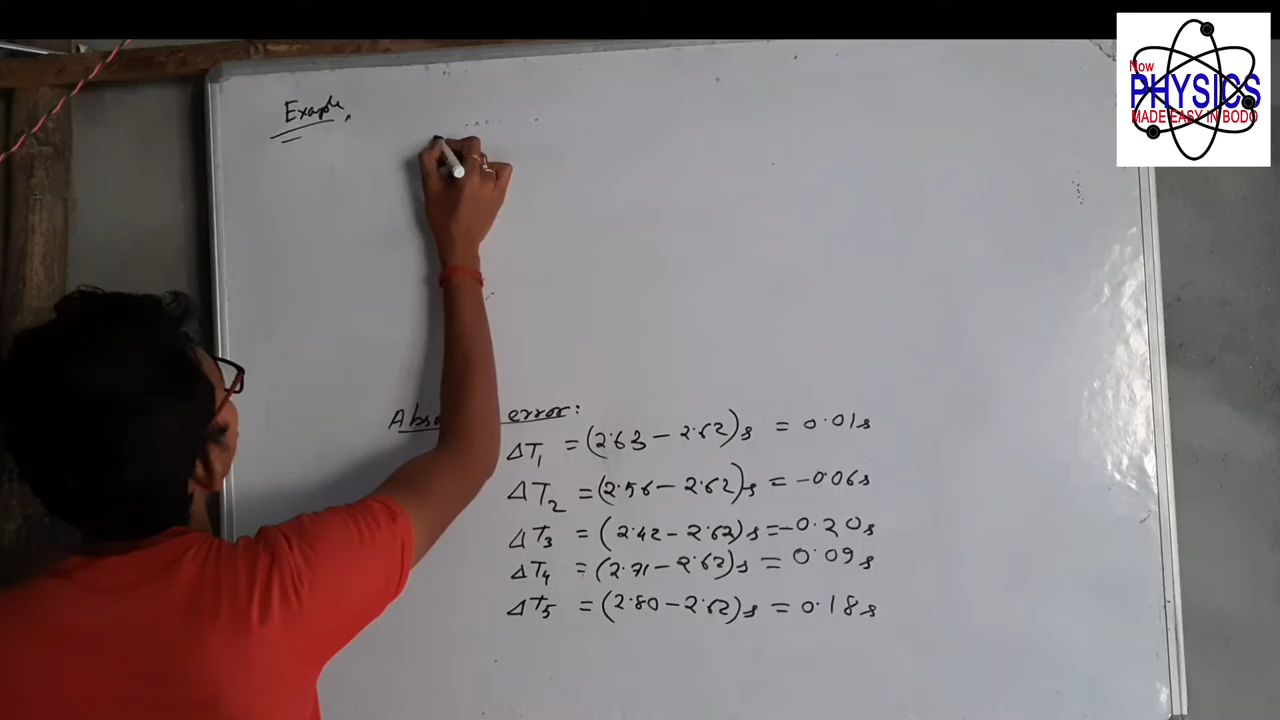 Now
PHYSICS
MADE EASY IN BODO
Example,
error:
ΔT₁ = (2·63 − 2·62)s = 0·01s
ΔT₂ = (2·56 − 2·62)s = −0·06s
ΔT₃ = (2·42 − 2·62)s = −0·20s
ΔT₄ = (2·71 − 2·62)s = 0·09s
ΔT₅ = (2·80 − 2·62)s = 0·18s